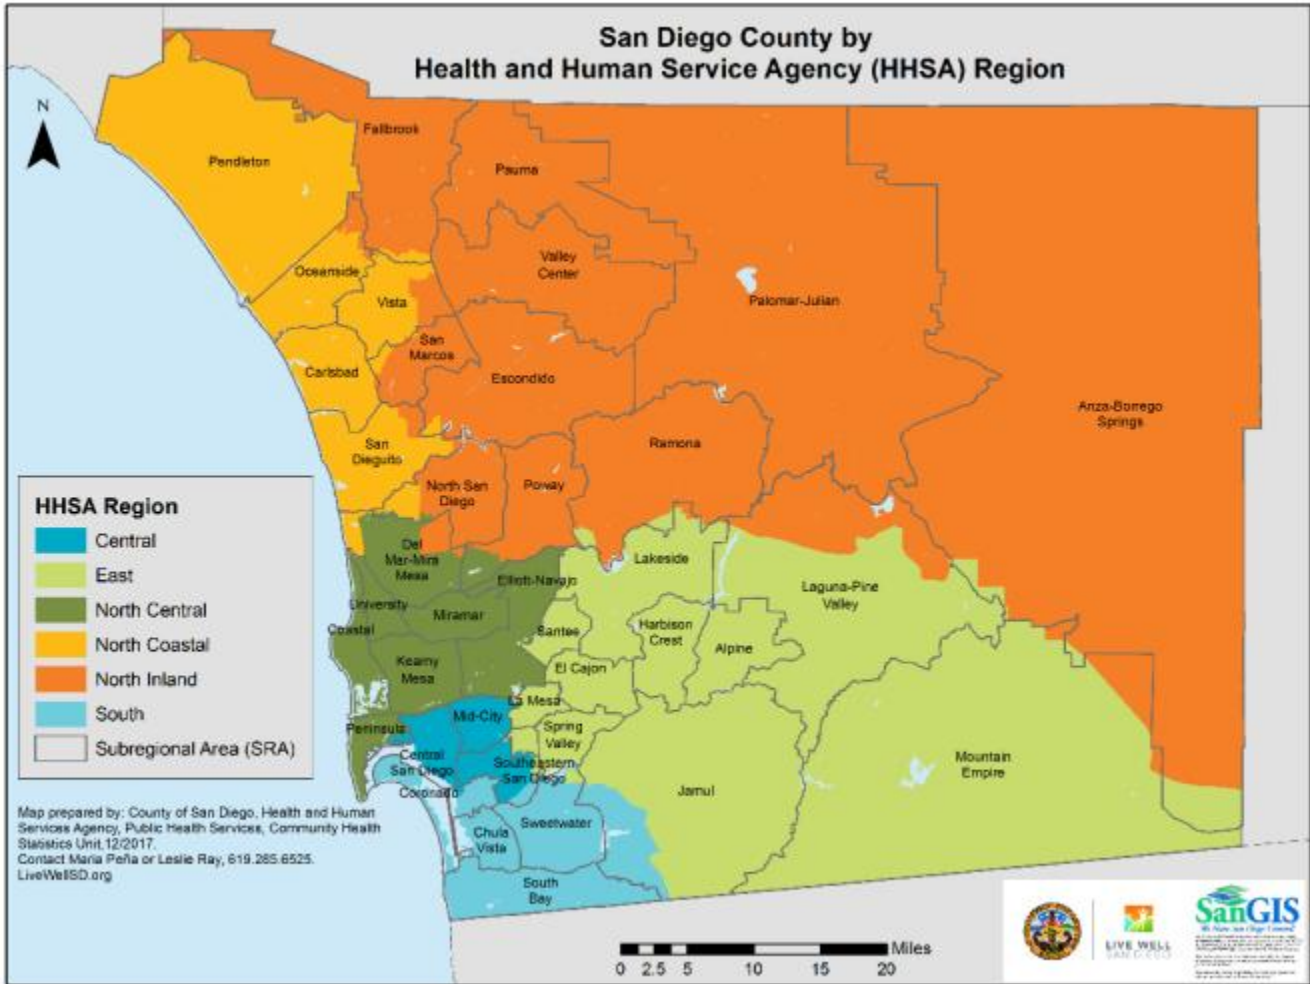 San Diego County by
Health and Human Service Agency (HHSA) Region
N
Fallbrook
Pendleton
Pauma
Valley
Center
Oceanside
Vista
Palomar-Julian
San
Marcos
Carlsbad
Escondido
Anza-Borrego
Springs
San
Dieguito
Ramona
North San
Diego
Poway
HHSA Region
Central
East
North Central
North Coastal
North Inland
South
Subregional Area (SRA)
Del
Mar-Mira
Mesa
Elliott-Navajo
Lakeside
Laguna-Pine
Valley
University
Miramar
Coastal
Santee
Harbison
Crest
Alpine
Kearny
Mesa
El Cajon
La Mesa
Mid-City
Peninsula
Spring
Valley
Central
San Diego
Southeastern
San Diego
Mountain
Empire
Coronado
Jamul
Sweetwater
Chula
Vista
South
Bay
Map prepared by: County of San Diego, Health and Human
Services Agency, Public Health Services, Community Health
Statistics Unit,12/2017.
Contact Maria Peña or Leslie Ray, 619.285.6525.
LiveWellSD.org
Miles
0 2.5 5 10 15 20
LIVE WELL
SAN DIEGO
SanGIS